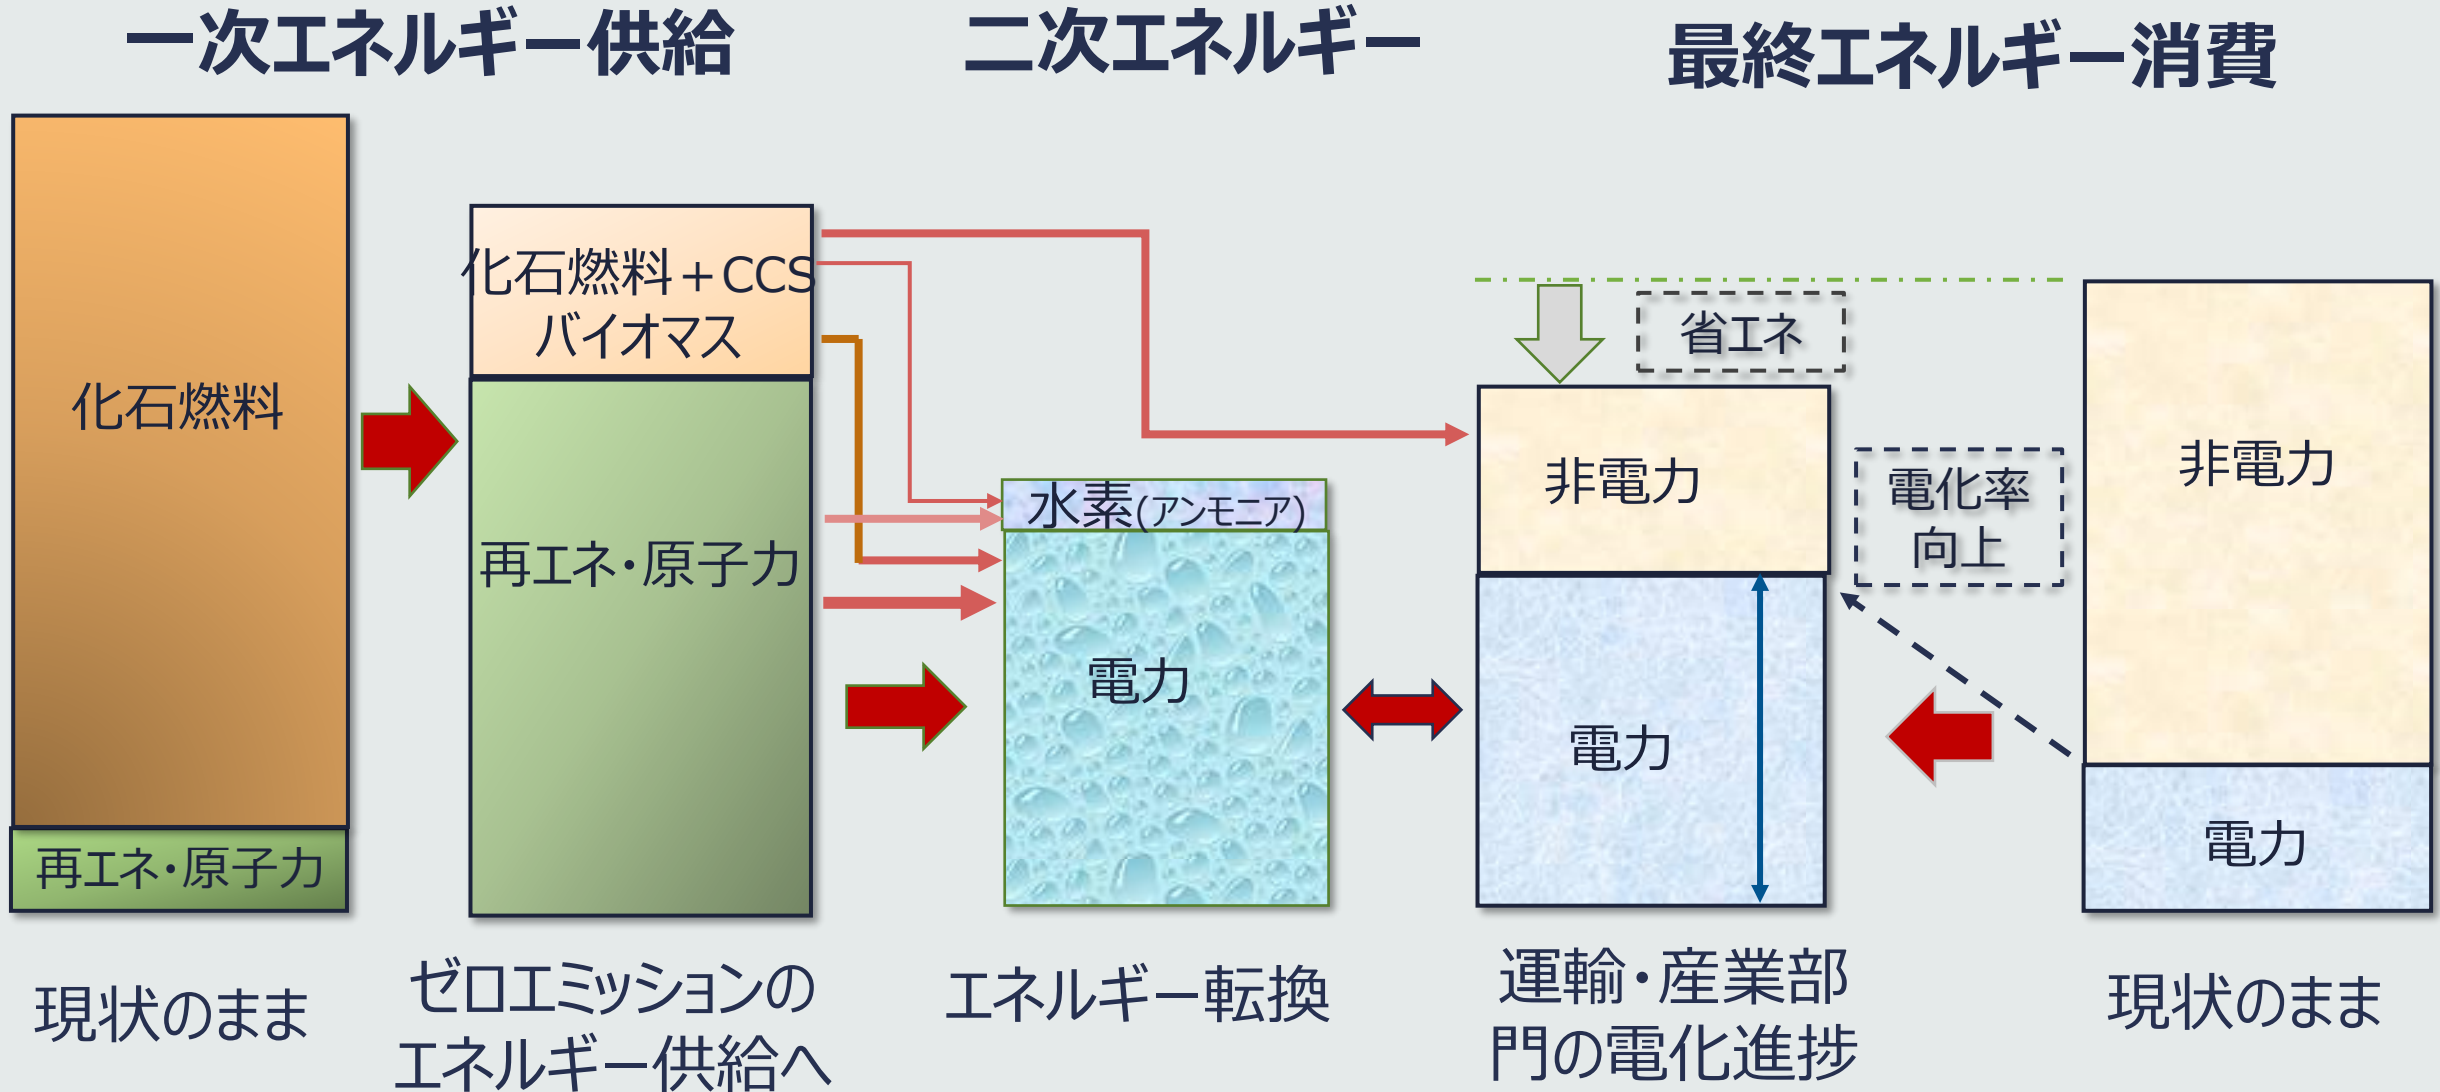 一次エネルギー供給
二次エネルギー
最終エネルギー消費
化石燃料
再エネ・原子力
現状のまま
化石燃料＋CCS
バイオマス
再エネ・原子力
ゼロエミッションの
エネルギー供給へ
水素(アンモニア)
電力
エネルギー転換
省エネ
非電力
電力
運輸・産業部
門の電化進捗
電化率
向上
非電力
電力
現状のまま